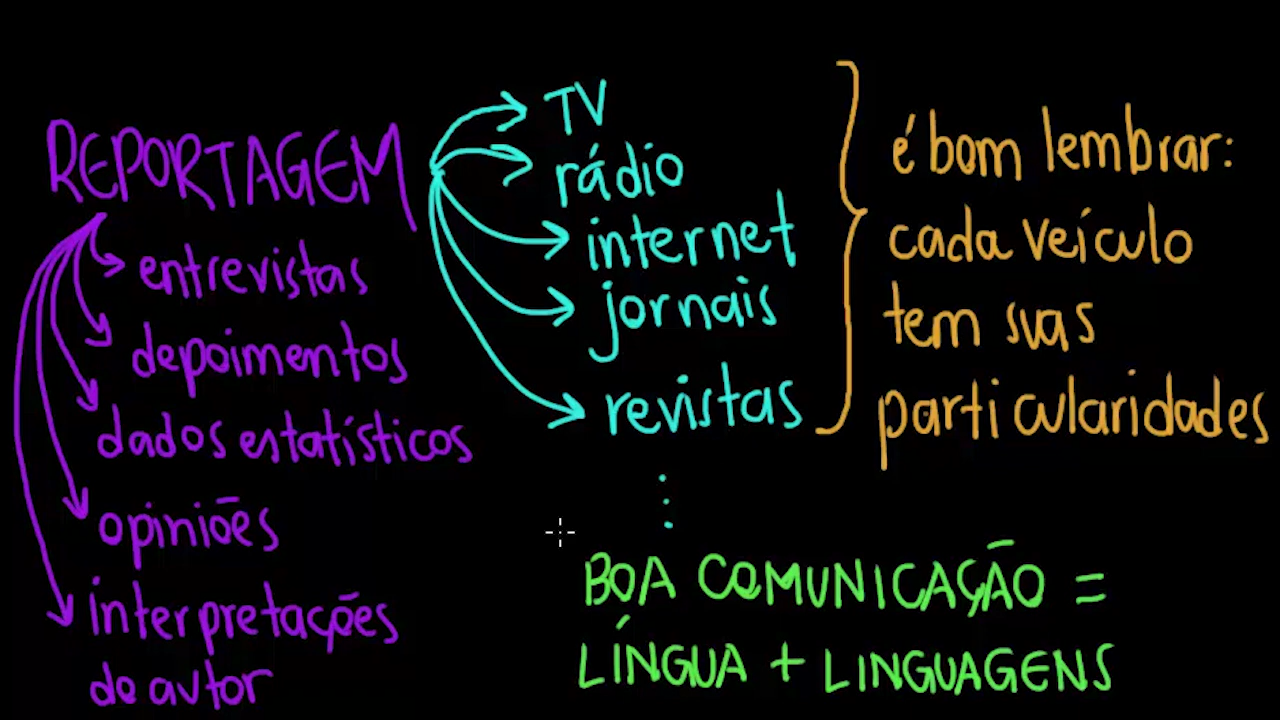 REPORTAGEM
entrevistas
depoimentos
dados estatísticos
opiniões
interpretações
do autor
TV
rádio
internet
jornais
revistas
⋮
é bom lembrar:
cada veículo
tem suas
particularidades
BOA COMUNICAÇÃO =
LÍNGUA + LINGUAGENS